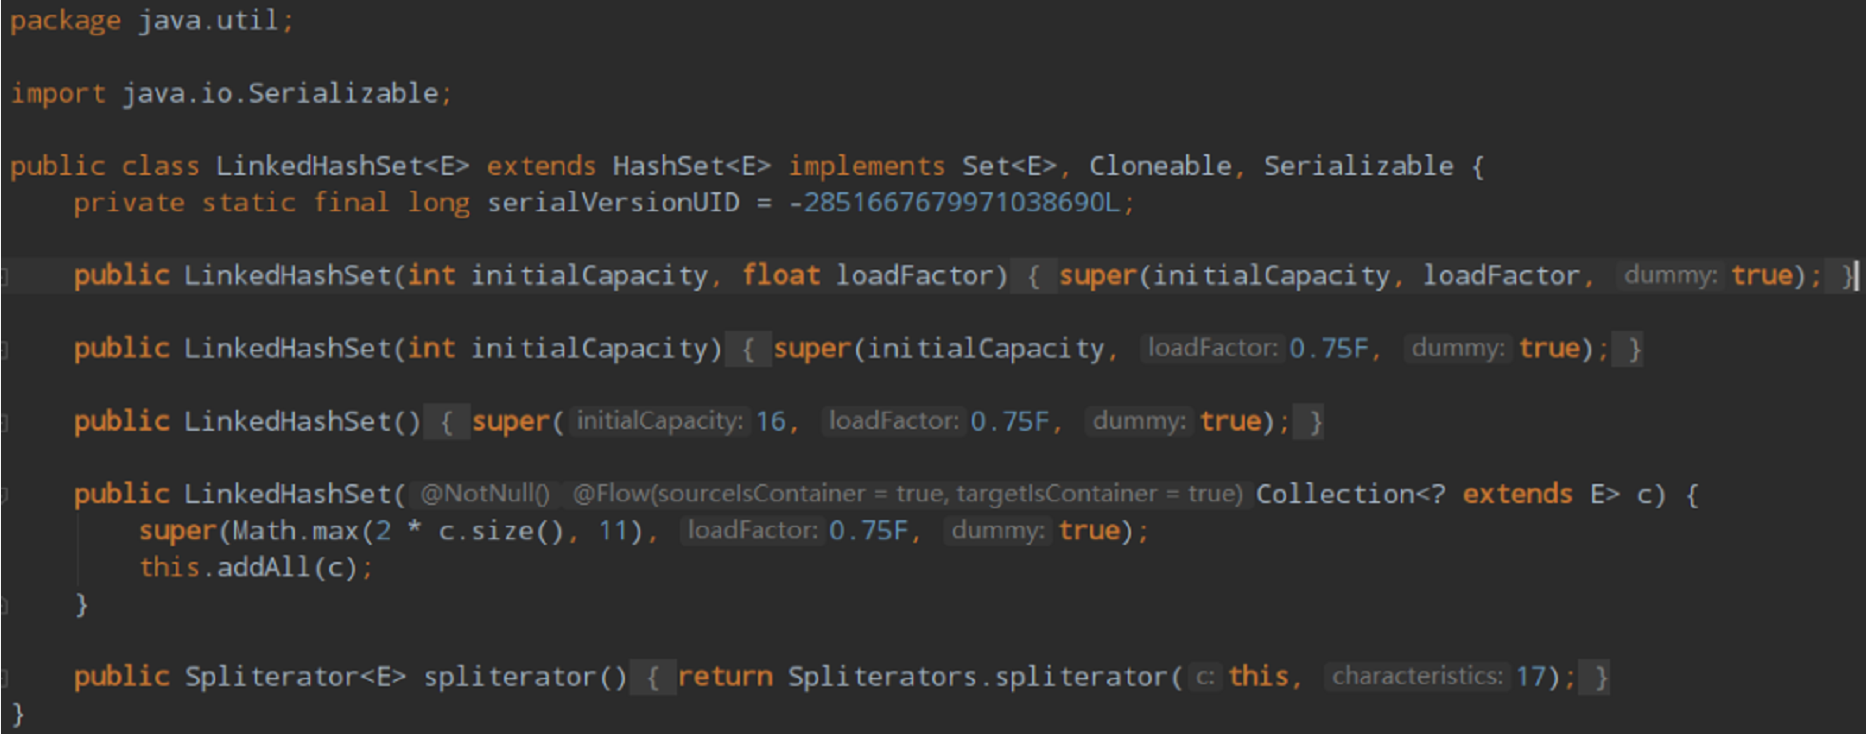 package java.util;
import java.io.Serializable;
public class LinkedHashSet<E> extends HashSet<E> implements Set<E>, Cloneable, Serializable {
private static final long serialVersionUID = -2851667679971038690L;
public LinkedHashSet(int initialCapacity, float loadFactor) { super(initialCapacity, loadFactor, dummy: true); }
public LinkedHashSet(int initialCapacity) { super(initialCapacity, loadFactor: 0.75F, dummy: true); }
public LinkedHashSet() { super( initialCapacity: 16, loadFactor: 0.75F, dummy: true); }
public LinkedHashSet( @NotNull() @Flow(sourceIsContainer = true, targetIsContainer = true) Collection<? extends E> c) {
super(Math.max(2 * c.size(), 11), loadFactor: 0.75F, dummy: true);
this.addAll(c);
}
public Spliterator<E> spliterator() { return Spliterators.spliterator( c: this, characteristics: 17); }
}